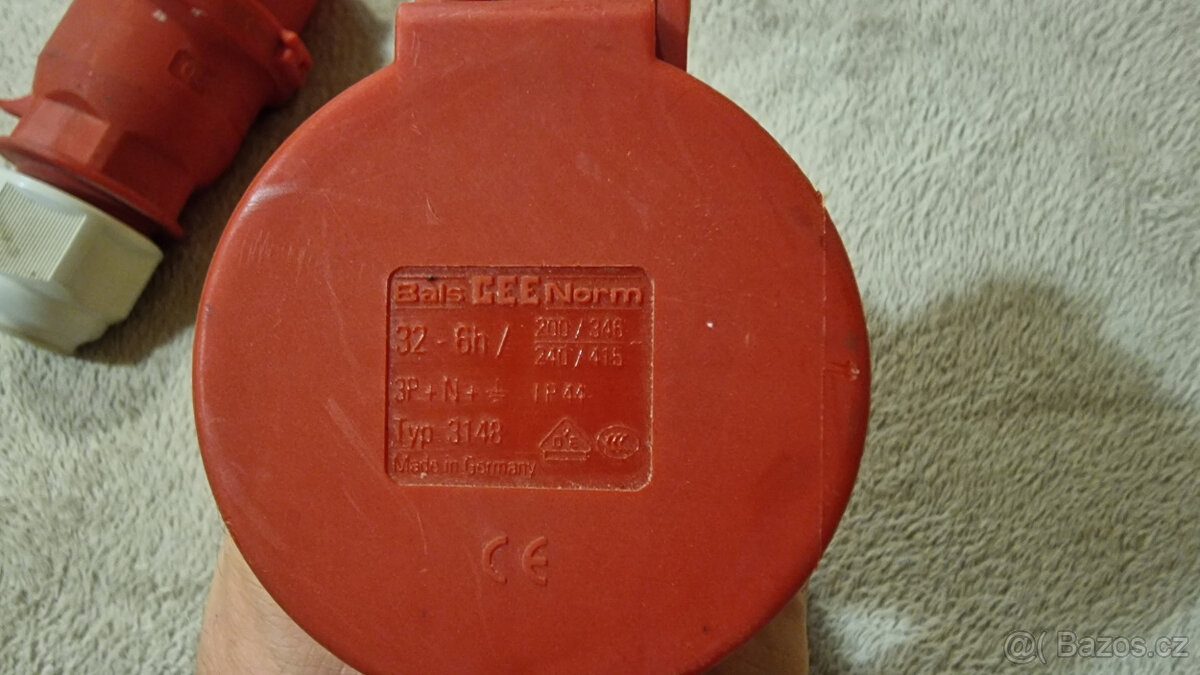 Bals CEE Norm
32 - 6h / 200 / 346 ~
240 / 415
3P + N + ⏚ IP 44
Typ 3148
Made in Germany
CE
@( Bazos.cz